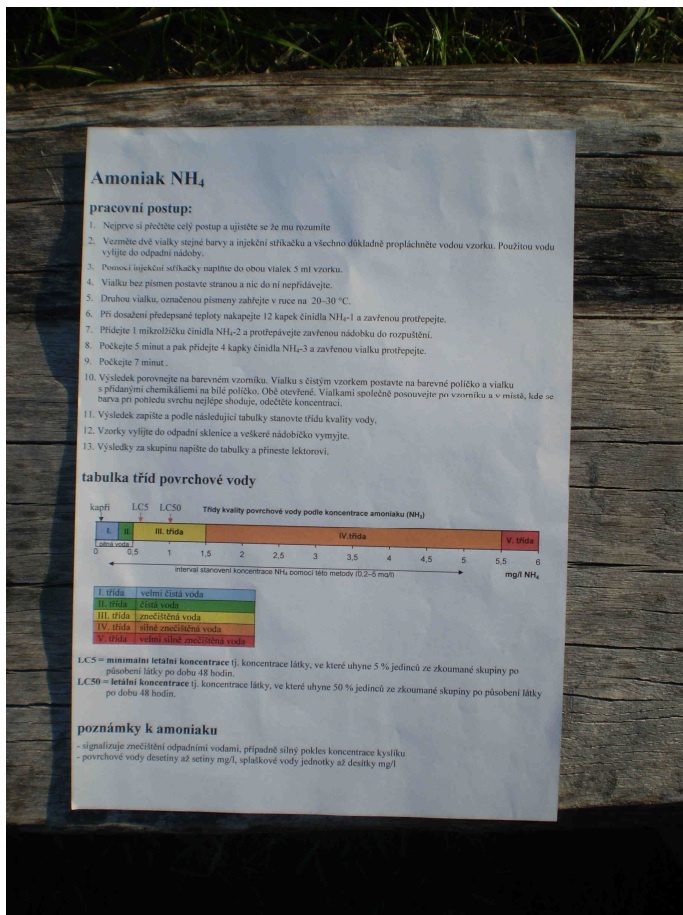 Amoniak NH₄
pracovní postup:
1. Nejprve si přečtěte celý postup a ujistěte se že mu rozumíte
2. Vezměte dvě vialky stejné barvy a injekční stříkačku a všechno důkladně propláchněte vodou vzorku. Použitou vodu
vylijte do odpadní nádoby.
3. Pomocí injekční stříkačky naplňte do obou vialek 5 ml vzorku.
4. Vialku bez písmen postavte stranou a nic do ní nepřidávejte.
5. Druhou vialku, označenou písmeny zahřejte v ruce na 20–30 °C.
6. Při dosažení předepsané teploty nakapejte 12 kapek činidla NH₄-1 a zavřenou protřepejte.
7. Přidejte 1 mikrolžičku činidla NH₄-2 a protřepávejte zavřenou nádobku do rozpuštění.
8. Počkejte 5 minut a pak přidejte 4 kapky činidla NH₄-3 a zavřenou vialku protřepejte.
9. Počkejte 7 minut .
10. Výsledek porovnejte na barevném vzorníku. Vialku s čistým vzorkem postavte na barevné políčko a vialku
s přidanými chemikáliemi na bílé políčko. Obě otevřené. Vialkami společně posouvejte po vzorníku a v místě, kde se
barva při pohledu svrchu nejlépe shoduje, odečtěte koncentraci.
11. Výsledek zapište a podle následující tabulky stanovte třídu kvality vody.
12. Vzorky vylijte do odpadní sklenice a veškeré nádobíčko vymyjte.
13. Výsledky za skupinu napište do tabulky a přineste lektorovi.
tabulka tříd povrchové vody
kapři LC5 LC50 Třídy kvality povrchové vody podle koncentrace amoniaku (NH₃)
I. II. III. třída IV.třída V. třída
pitná voda
0 0,5 1 1,5 2 2,5 3 3,5 4 4,5 5 5,5 6
interval stanovení koncentrace NH₄ pomocí této metody (0,2–5 mg/l) mg/l NH₄
I. třída velmi čistá voda
II. třída čistá voda
III. třída znečištěná voda
IV. třída silně znečištěná voda
V. třída velmi silně znečištěná voda
LC5 = minimální letální koncentrace tj. koncentrace látky, ve které uhyne 5 % jedinců ze zkoumané skupiny po
působení látky po dobu 48 hodin.
LC50 = letální koncentrace tj. koncentrace látky, ve které uhyne 50 % jedinců ze zkoumané skupiny po působení látky
po dobu 48 hodin.
poznámky k amoniaku
- signalizuje znečištění odpadními vodami, případně silný pokles koncentrace kyslíku
- povrchové vody desetiny až setiny mg/l, splaškové vody jednotky až desítky mg/l